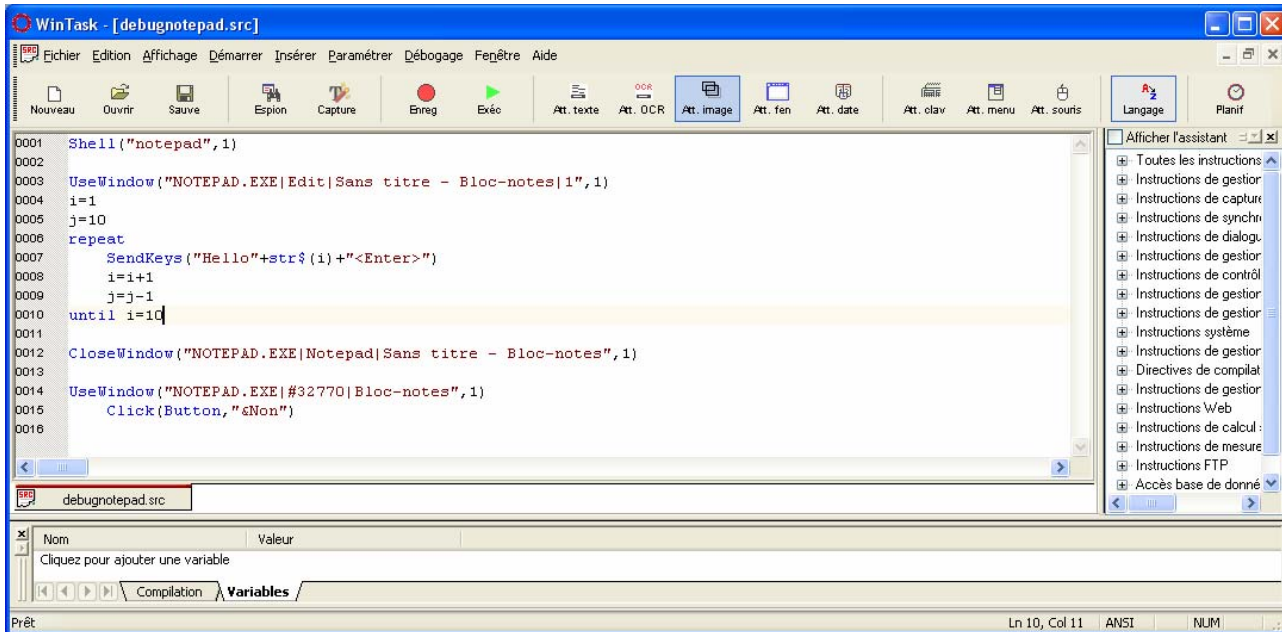 WinTask - [debugnotepad.src]
Fichier Edition Affichage Démarrer Insérer Paramétrer Débogage Fenêtre Aide
Nouveau Ouvrir Sauve Espion Capture Enreg Exéc Att. texte Att. OCR Att. image Att. fen Att. date Att. clav Att. menu Att. souris Langage Planif
0001 Shell("notepad",1)
0002
0003 UseWindow("NOTEPAD.EXE|Edit|Sans titre - Bloc-notes|1",1)
0004 i=1
0005 j=10
0006 repeat
0007 SendKeys("Hello"+str$(i)+"<Enter>")
0008 i=i+1
0009 j=j-1
0010 until i=10
0011
0012 CloseWindow("NOTEPAD.EXE|Notepad|Sans titre - Bloc-notes",1)
0013
0014 UseWindow("NOTEPAD.EXE|#32770|Bloc-notes",1)
0015 Click(Button,"&Non")
0016
Afficher l'assistant
Toutes les instructions
Instructions de gestior
Instructions de capture
Instructions de synchr
Instructions de dialogu
Instructions de gestior
Instructions de contrôl
Instructions de gestior
Instructions de gestior
Instructions système
Instructions de gestior
Directives de compilat
Instructions de gestior
Instructions Web
Instructions de calcul :
Instructions de mesure
Instructions FTP
Accès base de donné
debugnotepad.src
Nom Valeur
Cliquez pour ajouter une variable
Compilation Variables
Prêt Ln 10, Col 11 ANSI NUM